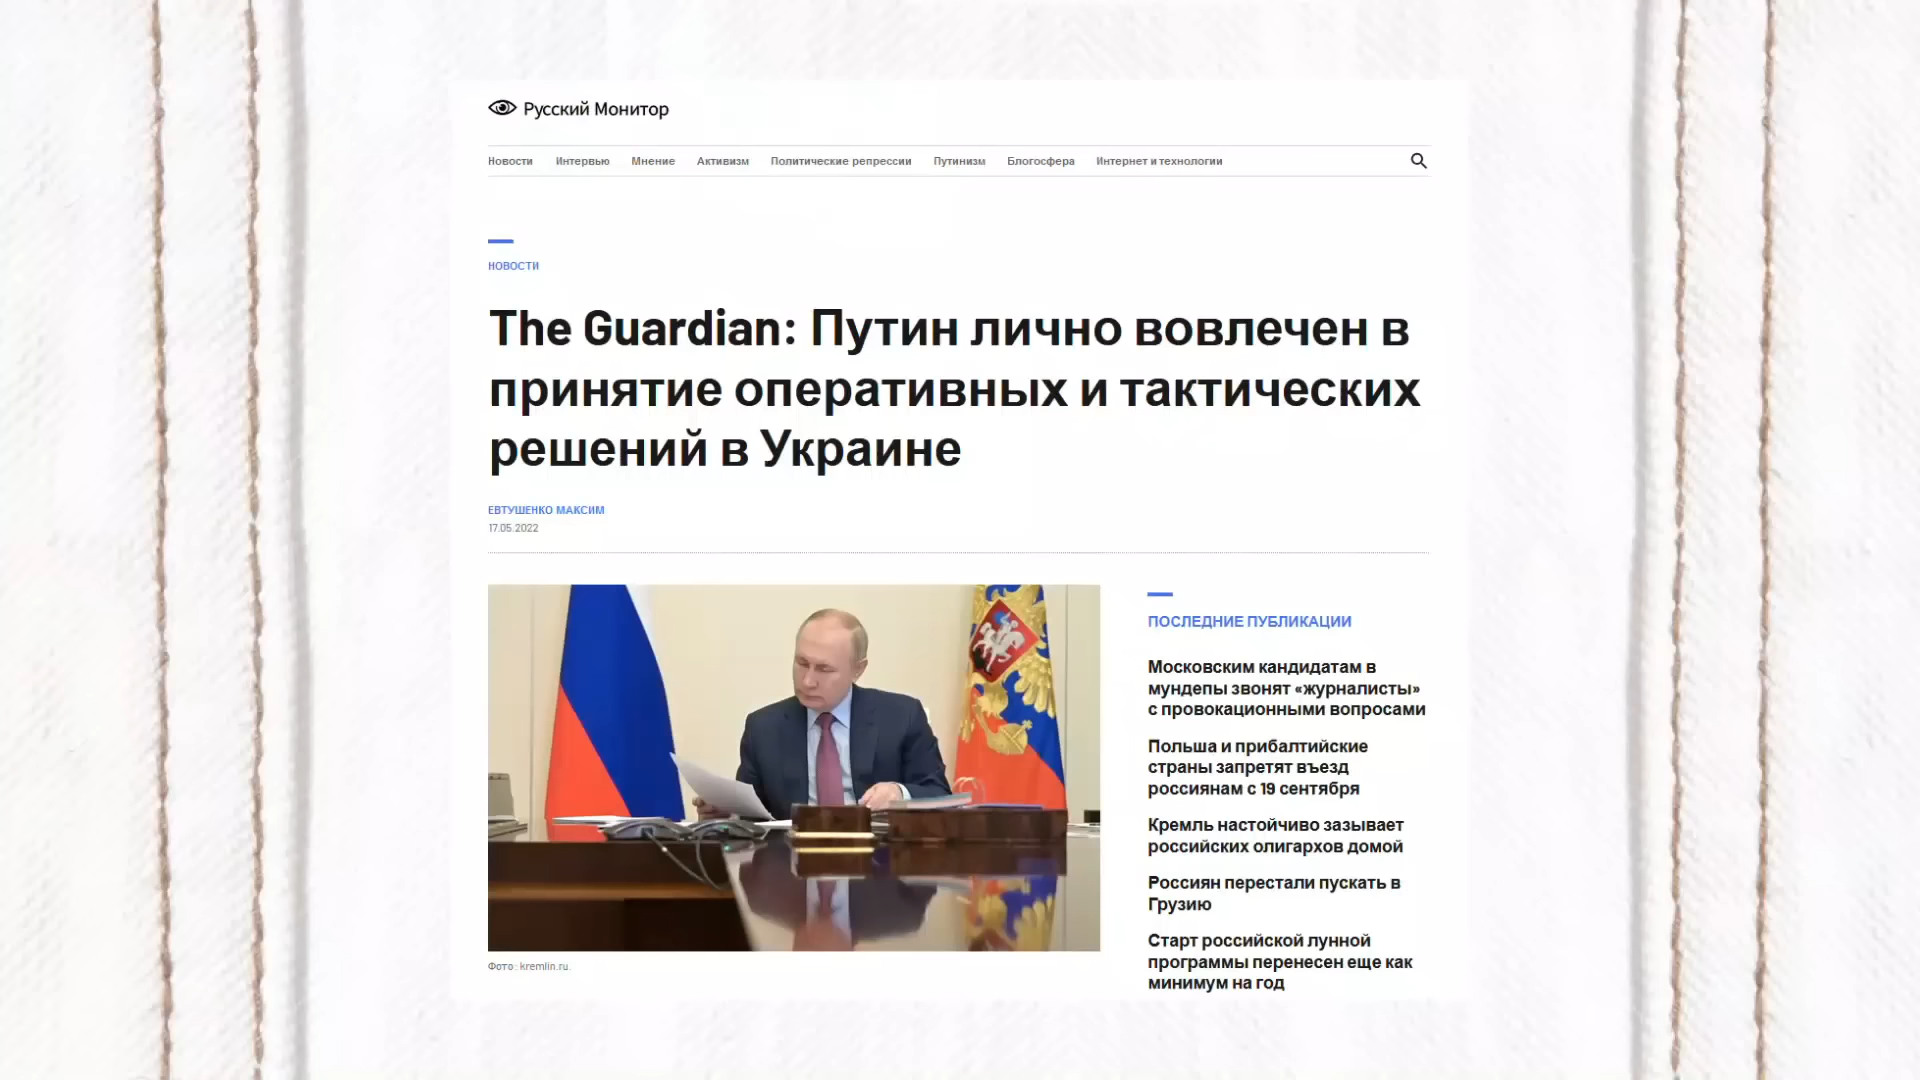 Русский Монитор
Новости Интервью Мнение Активизм Политические репрессии Путинизм Блогосфера Интернет и технологии
НОВОСТИ
The Guardian: Путин лично вовлечен в
принятие оперативных и тактических
решений в Украине
ЕВТУШЕНКО МАКСИМ
17.05.2022
Фото: kremlin.ru.
ПОСЛЕДНИЕ ПУБЛИКАЦИИ
Московским кандидатам в
мундепы звонят «журналисты»
с провокационными вопросами
Польша и прибалтийские
страны запретят въезд
россиянам с 19 сентября
Кремль настойчиво зазывает
российских олигархов домой
Россиян перестали пускать в
Грузию
Старт российской лунной
программы перенесен еще как
минимум на год